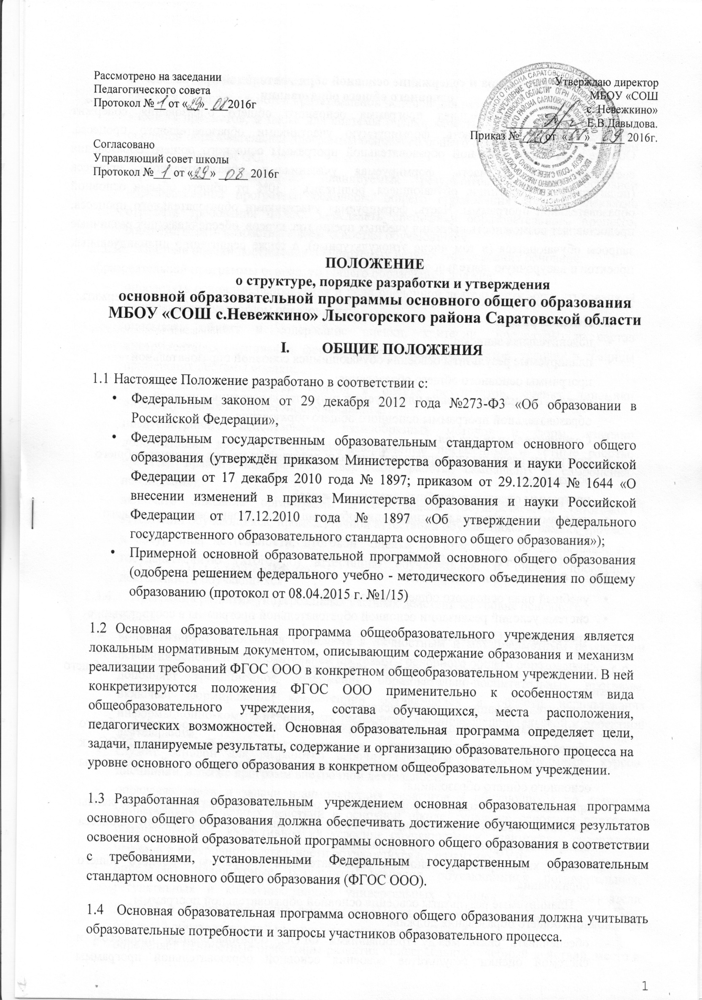 Рассмотрено на заседании
Педагогического совета
Протокол № 1 от «29» 08 2016г
Согласовано
Управляющий совет школы
Протокол № 1 от «29» 08 2016г
Утверждаю директор
МБОУ «СОШ
с. Невежкино»
Е.В.Давыдова.
Приказ № от « » 09 2016г.
ПОЛОЖЕНИЕ
о структуре, порядке разработки и утверждения
основной образовательной программы основного общего образования
МБОУ «СОШ с.Невежкино» Лысогорского района Саратовской области
I. ОБЩИЕ ПОЛОЖЕНИЯ
1.1 Настоящее Положение разработано в соответствии с:
• Федеральным законом от 29 декабря 2012 года №273-ФЗ «Об образовании в
Российской Федерации»,
• Федеральным государственным образовательным стандартом основного общего
образования (утверждён приказом Министерства образования и науки Российской
Федерации от 17 декабря 2010 года № 1897; приказом от 29.12.2014 № 1644 «О
внесении изменений в приказ Министерства образования и науки Российской
Федерации от 17.12.2010 года № 1897 «Об утверждении федерального
государственного образовательного стандарта основного общего образования»);
• Примерной основной образовательной программой основного общего образования
(одобрена решением федерального учебно - методического объединения по общему
образованию (протокол от 08.04.2015 г. №1/15)
1.2 Основная образовательная программа общеобразовательного учреждения является
локальным нормативным документом, описывающим содержание образования и механизм
реализации требований ФГОС ООО в конкретном общеобразовательном учреждении. В ней
конкретизируются положения ФГОС ООО применительно к особенностям вида
общеобразовательного учреждения, состава обучающихся, места расположения,
педагогических возможностей. Основная образовательная программа определяет цели,
задачи, планируемые результаты, содержание и организацию образовательного процесса на
уровне основного общего образования в конкретном общеобразовательном учреждении.
1.3 Разработанная образовательным учреждением основная образовательная программа
основного общего образования должна обеспечивать достижение обучающимися результатов
освоения основной образовательной программы основного общего образования в соответствии
с требованиями, установленными Федеральным государственным образовательным
стандартом основного общего образования (ФГОС ООО).
1.4 Основная образовательная программа основного общего образования должна учитывать
образовательные потребности и запросы участников образовательного процесса.
1